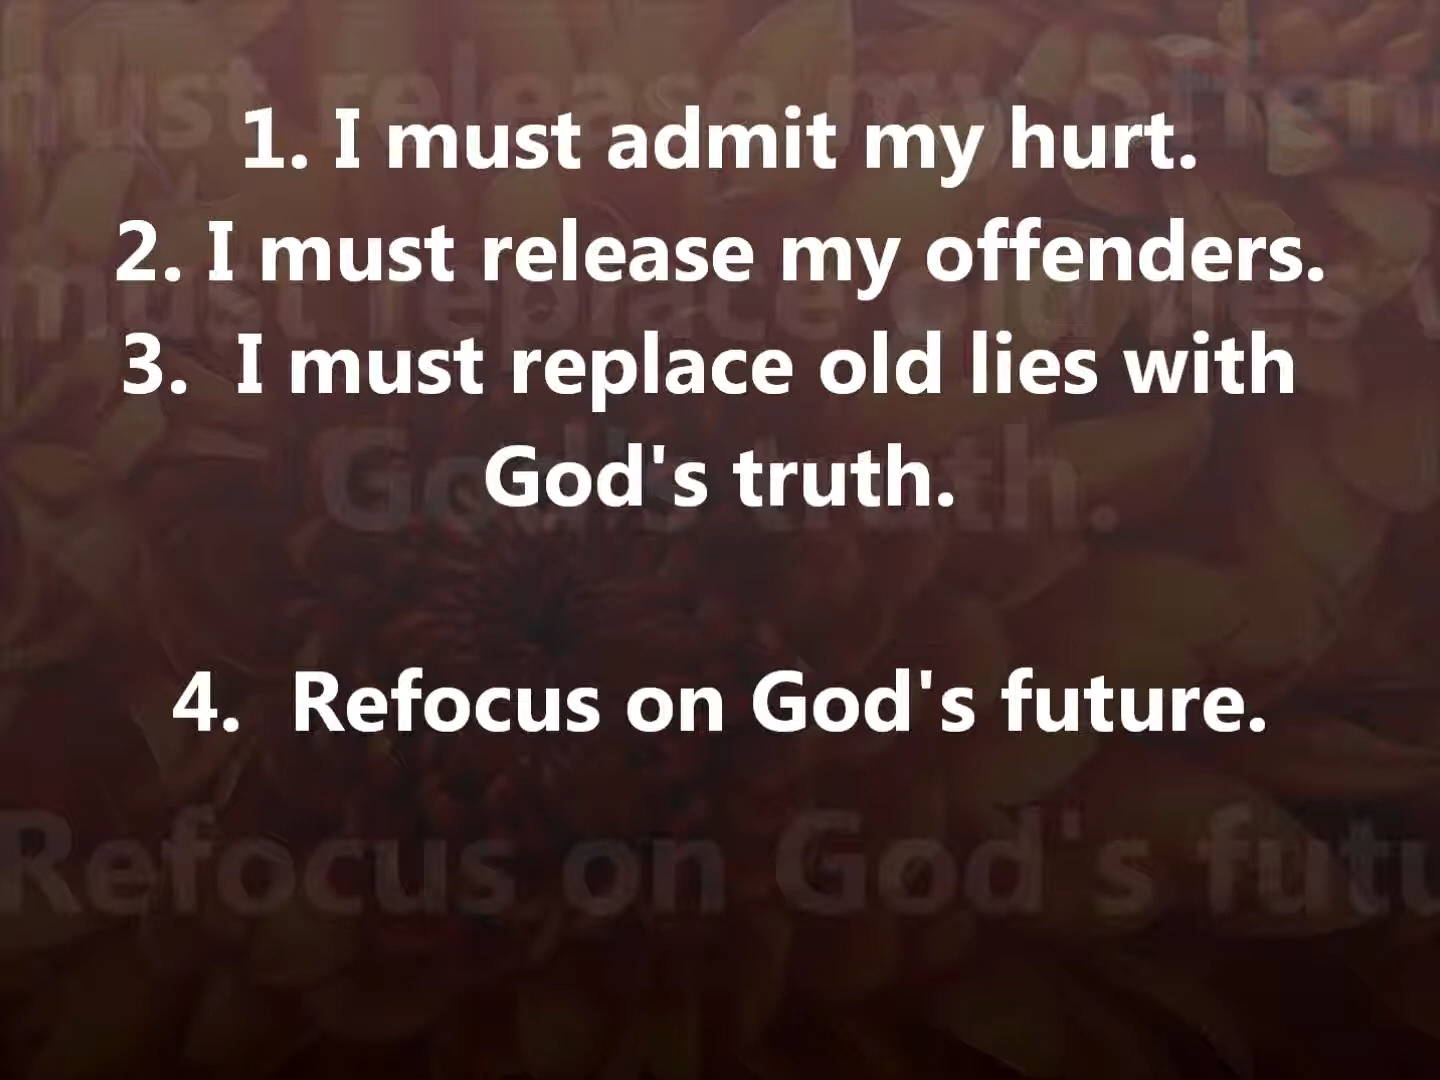 1. I must admit my hurt.
2. I must release my offenders.
3. I must replace old lies with
God's truth.
4. Refocus on God's future.